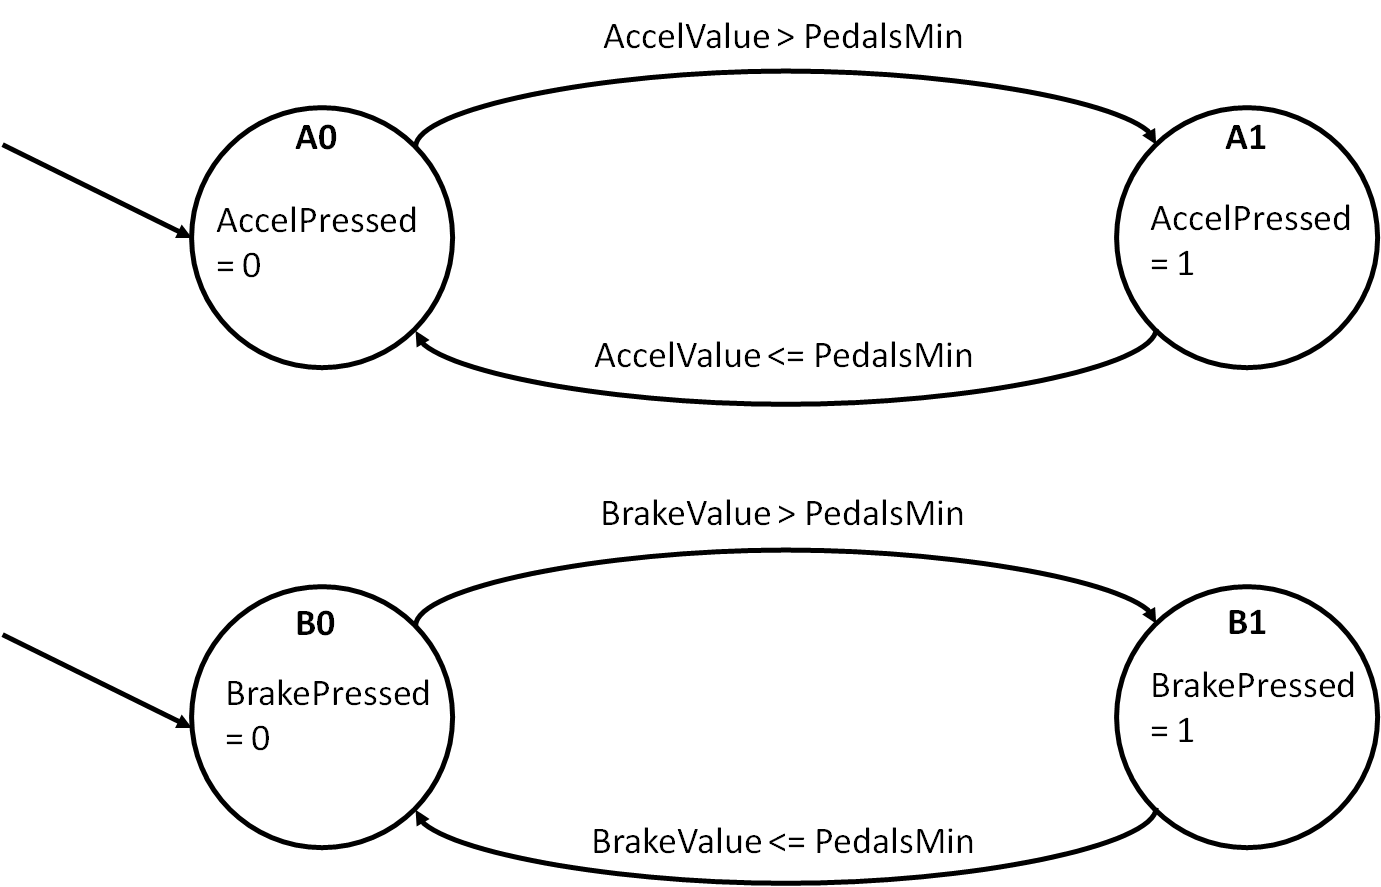 AccelValue > PedalsMin
A0
AccelPressed
= 0
A1
AccelPressed
= 1
AccelValue <= PedalsMin
BrakeValue > PedalsMin
B0
BrakePressed
= 0
B1
BrakePressed
= 1
BrakeValue <= PedalsMin